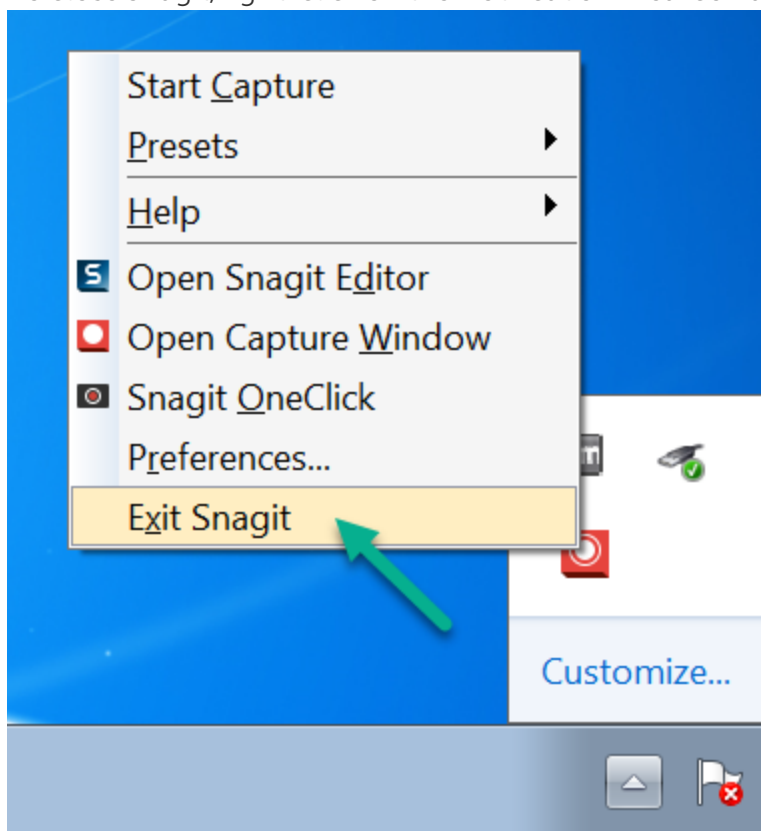 Start Capture
Presets
Help
Open Snagit Editor
Open Capture Window
Snagit OneClick
Preferences...
Exit Snagit
Customize...